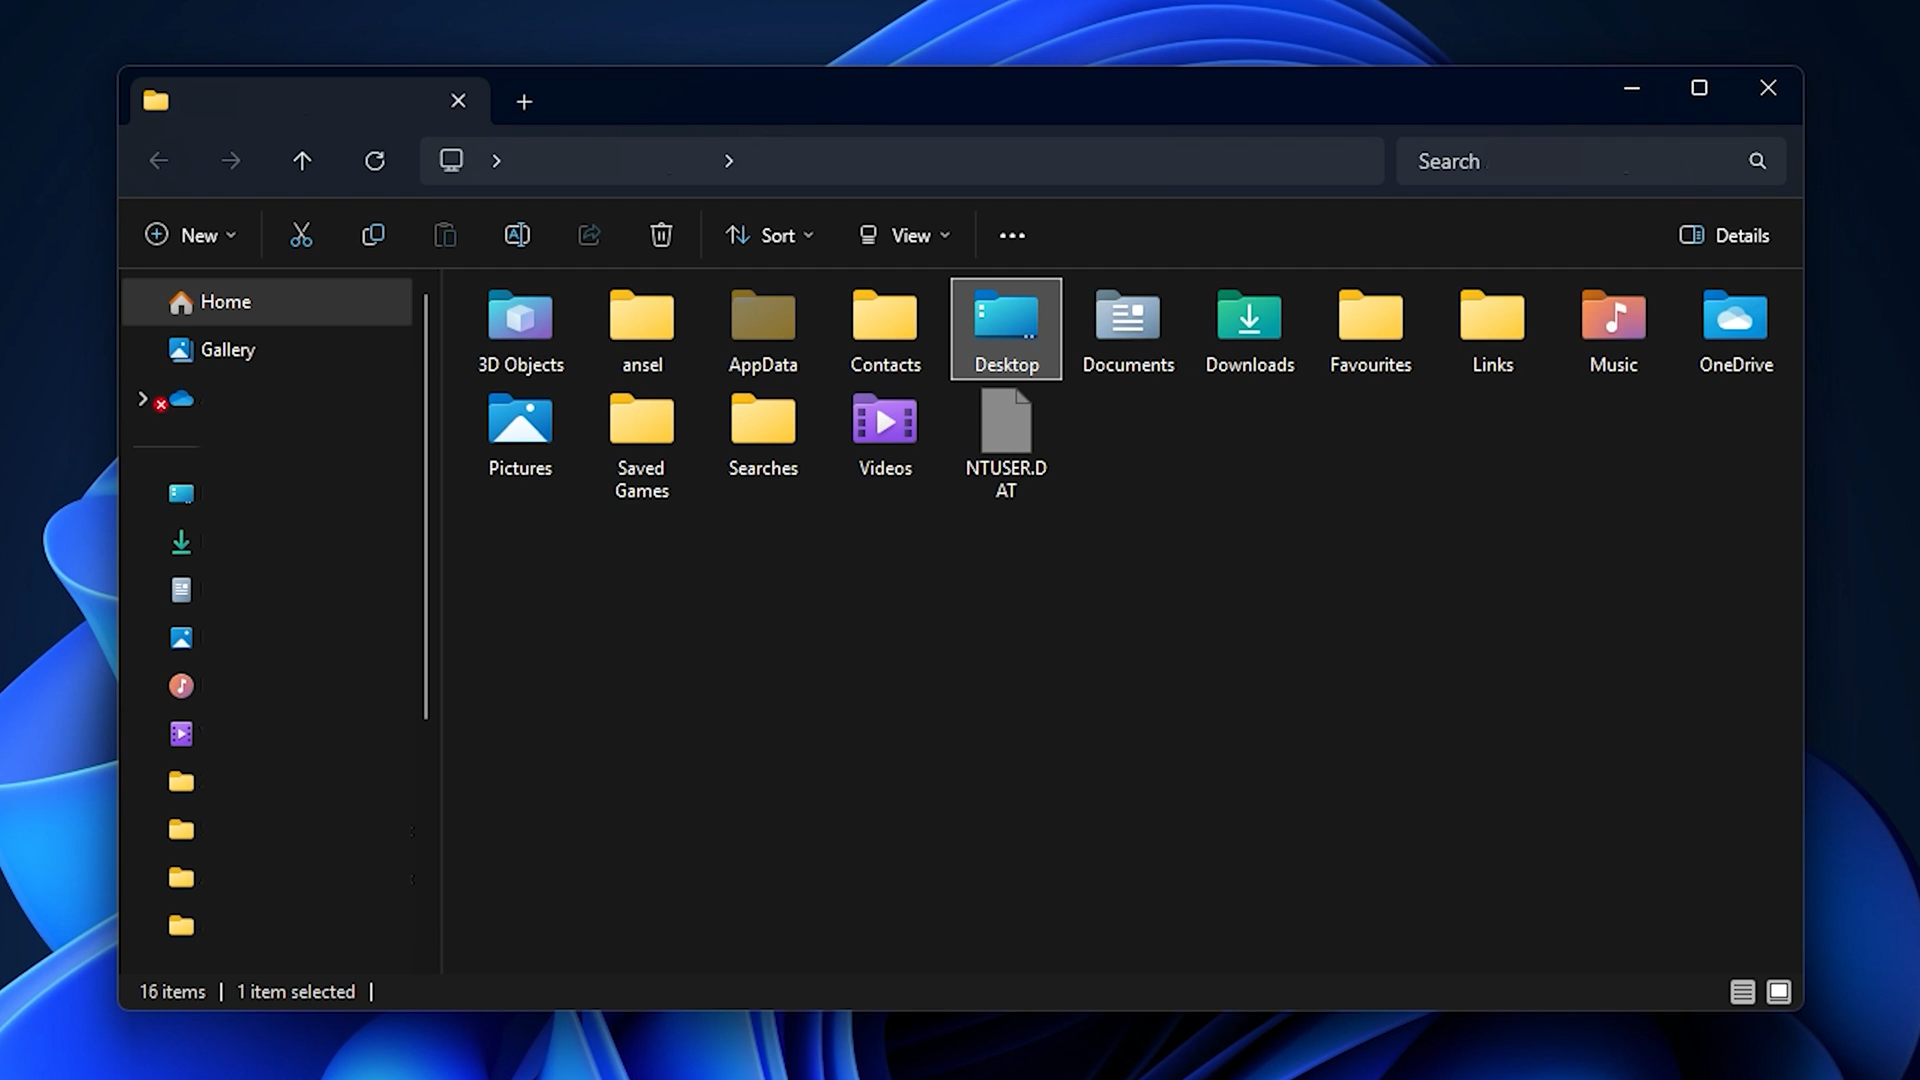 Search
New
Sort
View
Details
Home
Gallery
3D Objects
ansel
AppData
Contacts
Desktop
Documents
Downloads
Favourites
Links
Music
OneDrive
Pictures
Saved
Games
Searches
Videos
NTUSER.D
AT
16 items
1 item selected